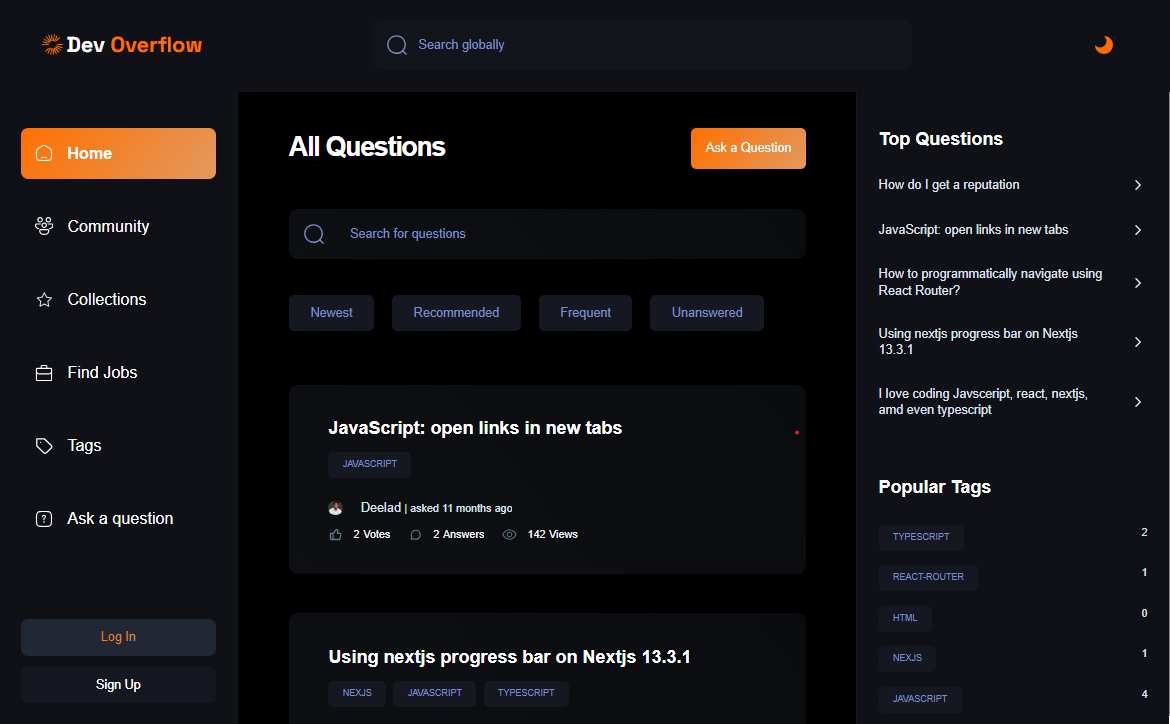 Dev Overflow
Search globally
Home
Community
Collections
Find Jobs
Tags
Ask a question
Log In
Sign Up
All Questions
Ask a Question
Search for questions
Newest
Recommended
Frequent
Unanswered
JavaScript: open links in new tabs
JAVASCRIPT
Deelad | asked 11 months ago
2 Votes
2 Answers
142 Views
Using nextjs progress bar on Nextjs 13.3.1
NEXJS
JAVASCRIPT
TYPESCRIPT
Top Questions
How do I get a reputation
JavaScript: open links in new tabs
How to programmatically navigate using
React Router?
Using nextjs progress bar on Nextjs
13.3.1
I love coding Javsceript, react, nextjs,
amd even typescript
Popular Tags
TYPESCRIPT 2
REACT-ROUTER 1
HTML 0
NEXJS 1
JAVASCRIPT 4